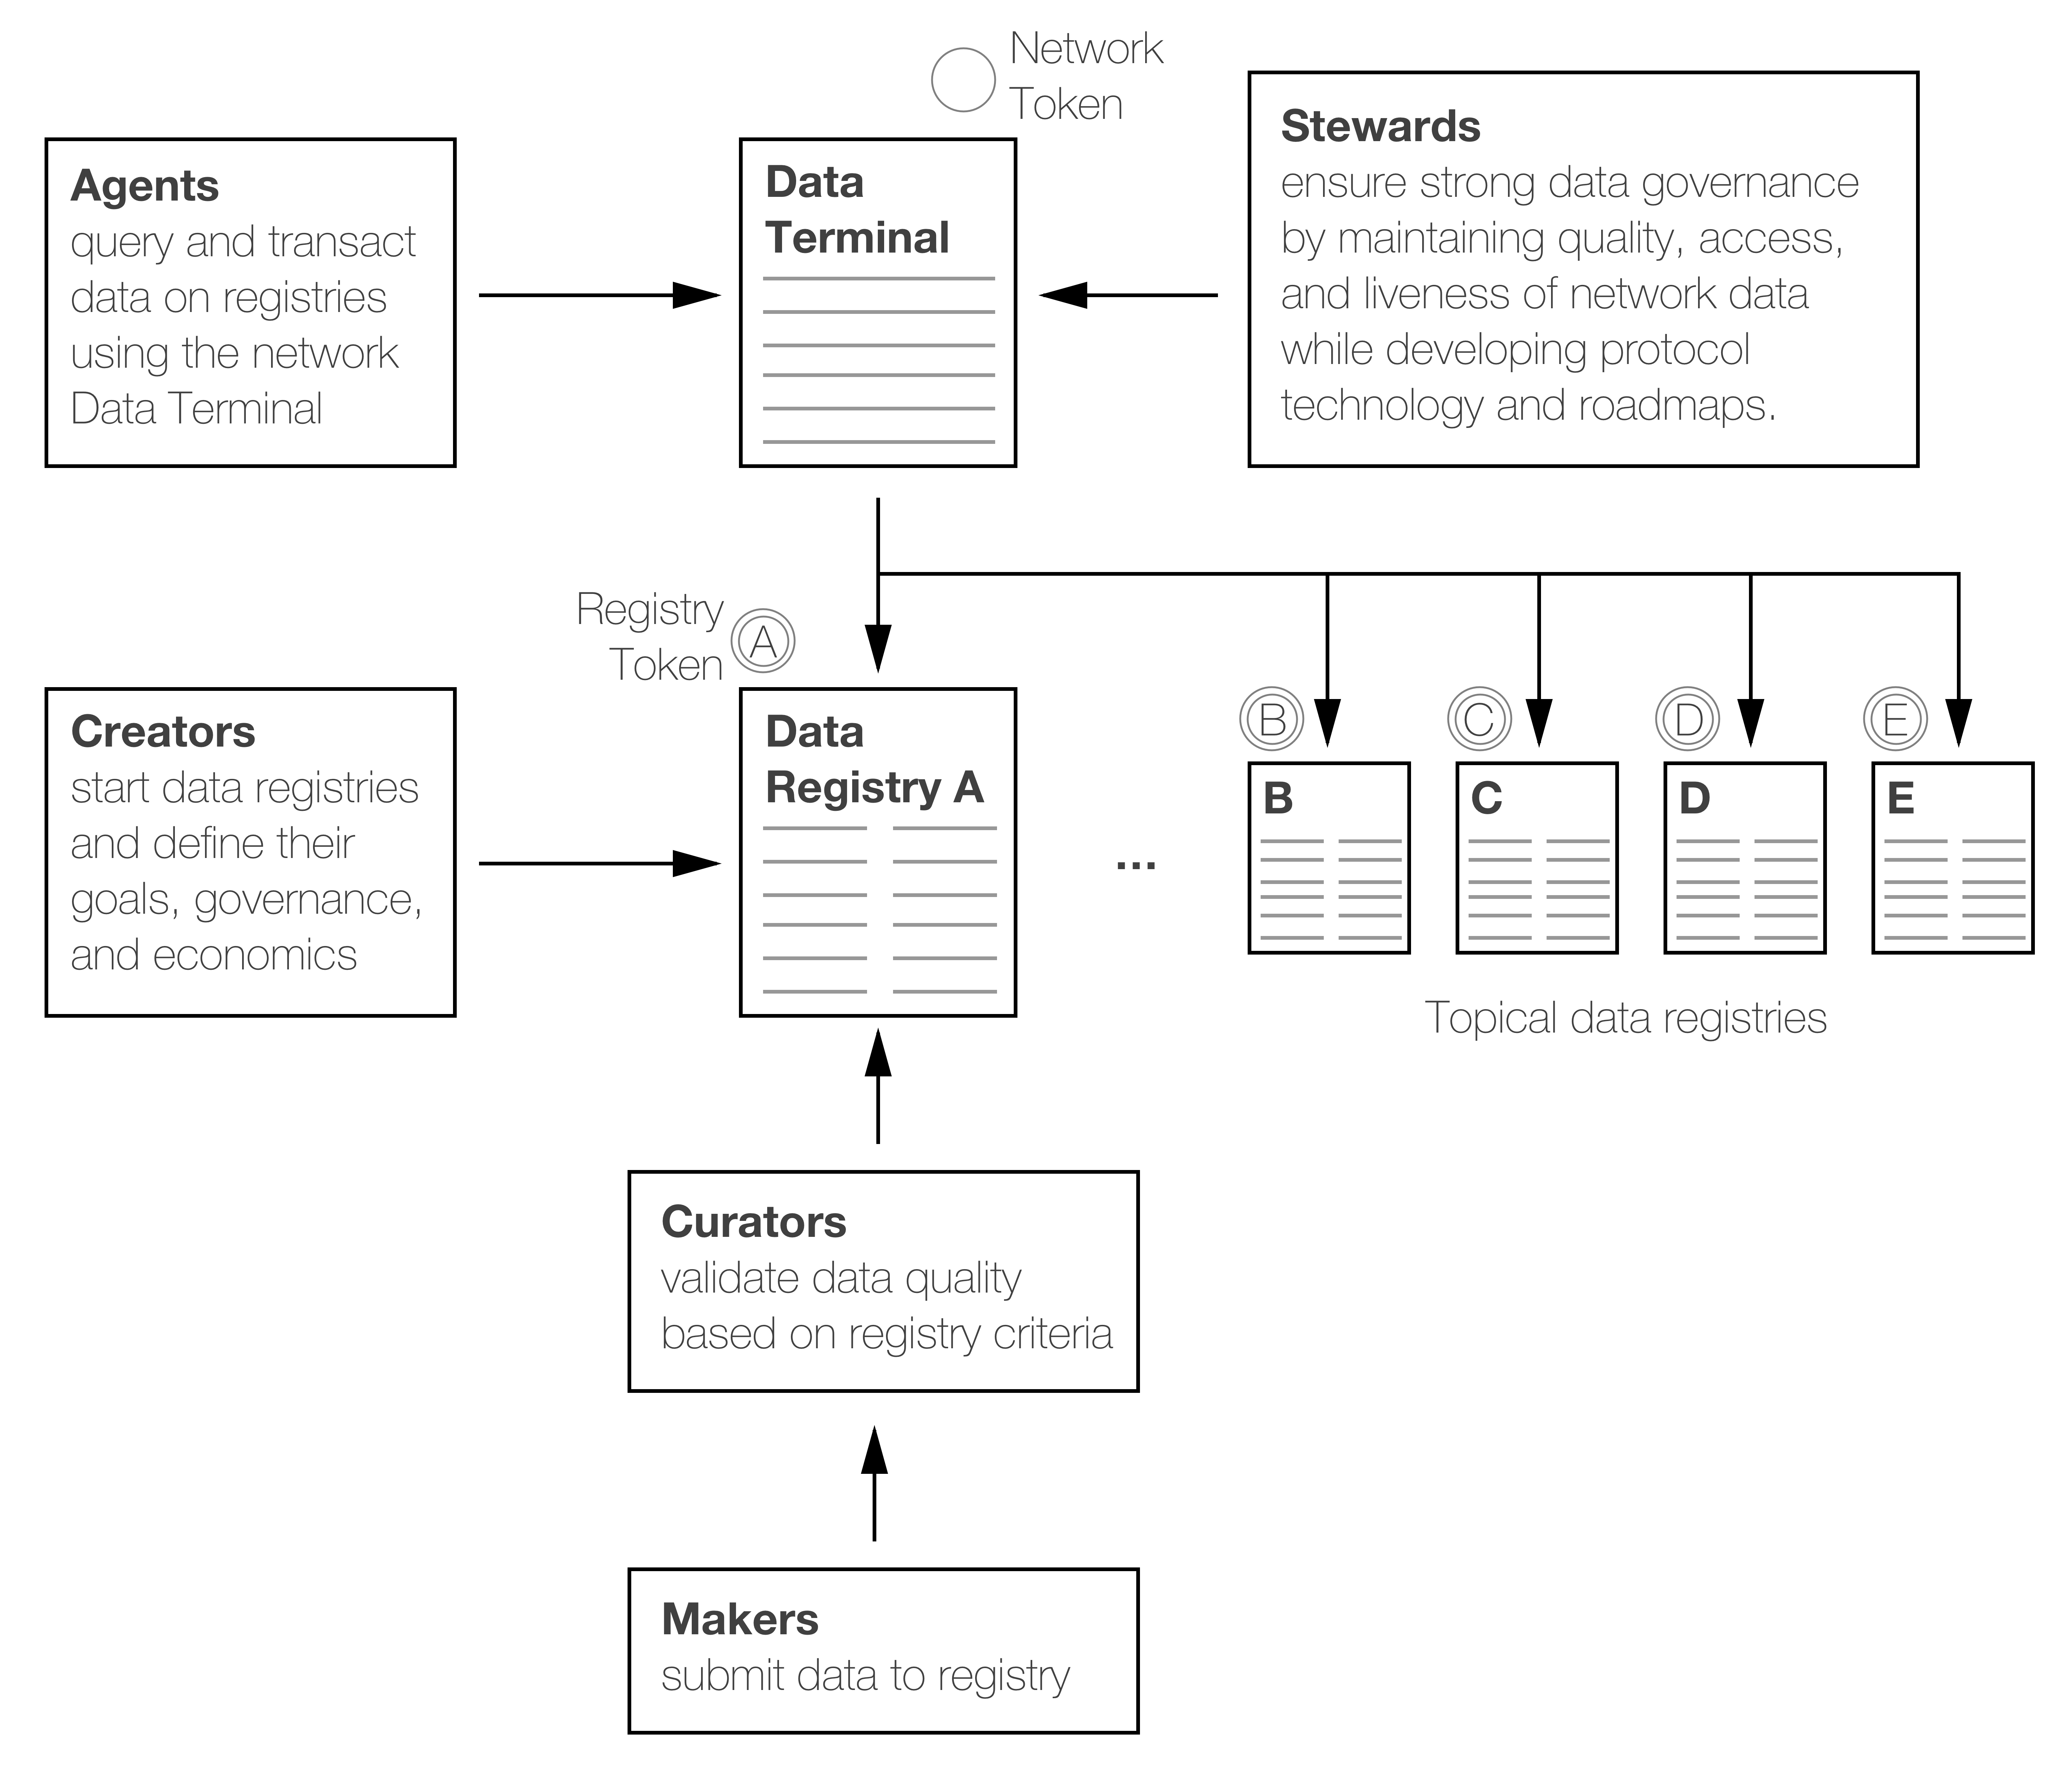 Network
Token
Agents
query and transact
data on registries
using the network
Data Terminal
Data
Terminal
Stewards
ensure strong data governance
by maintaining quality, access,
and liveness of network data
while developing protocol
technology and roadmaps.
Registry
Token
A
Creators
start data registries
and define their
goals, governance,
and economics
Data
Registry A
...
B
C
D
E
B
C
D
E
Topical data registries
Curators
validate data quality
based on registry criteria
Makers
submit data to registry